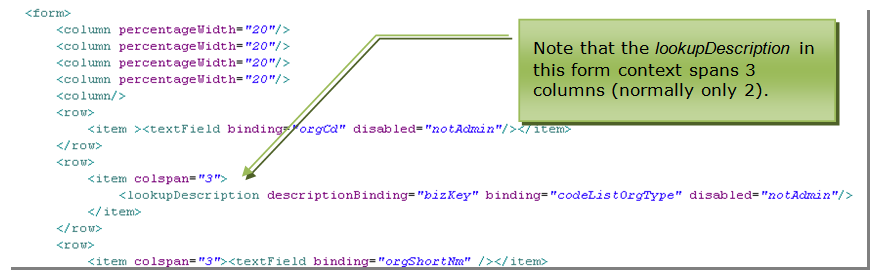 <form>
<column percentageWidth="20"/>
<column percentageWidth="20"/>
<column percentageWidth="20"/>
<column percentageWidth="20"/>
<column/>
<row>
<item ><textField binding="orgCd" disabled="notAdmin"/></item>
</row>
<row>
<item colspan="3">
<lookupDescription descriptionBinding="bizKey" binding="codeListOrgType" disabled="notAdmin"/>
</item>
</row>
<row>
<item colspan="3"><textField binding="orgShortNm" /></item>
Note that the lookupDescription in
this form context spans 3
columns (normally only 2).